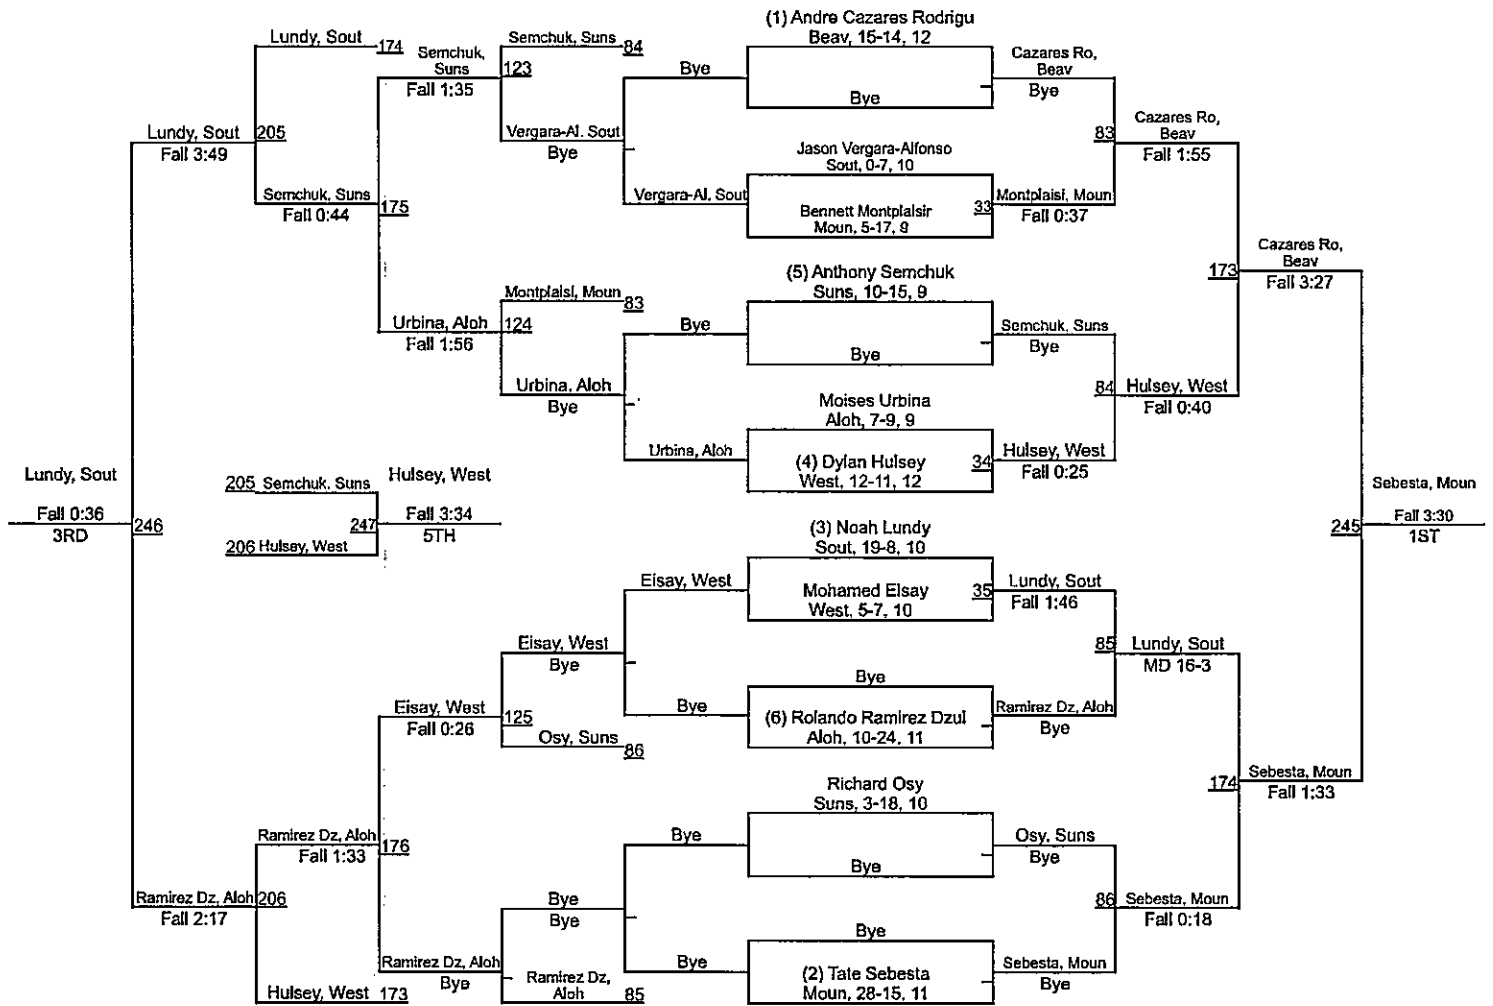 (1) Andre Cazares Rodrigu
Beav, 15-14, 12
Bye
Jason Vergara-Alfonso
Sout, 0-7, 10
33
Bennett Montplaisir
Moun, 5-17, 9
(5) Anthony Semchuk
Suns, 10-15, 9
Bye
Moises Urbina
Aloh, 7-9, 9
34
(4) Dylan Hulsey
West, 12-11, 12
(3) Noah Lundy
Sout, 19-8, 10
35
Mohamed Elsay
West, 5-7, 10
Bye
(6) Rolando Ramirez Dzul
Aloh, 10-24, 11
Richard Osy
Suns, 3-18, 10
Bye
Bye
(2) Tate Sebesta
Moun, 28-15, 11
Cazares Ro,
Beav
Bye
83
Montplaisi, Moun
Fall 0:37
Semchuk, Suns
Bye
84
Hulsey, West
Fall 0:25
Lundy, Sout
Fall 1:46
85
Ramirez Dz, Aloh
Bye
Osy, Suns
Bye
86
Sebesta, Moun
Bye
Cazares Ro,
Beav
Fall 1:55
173
Hulsey, West
Fall 0:40
Lundy, Sout
MD 16-3
174
Sebesta, Moun
Fall 0:18
Cazares Ro,
Beav
Fall 3:27
245
Sebesta, Moun
Fall 1:33
Sebesta, Moun
Fall 3:30
1ST
Bye
Vergara-Al. Sout
Bye
Urbina, Aloh
Eisay, West
Bye
Bye
Bye
Semchuk, Suns
84
123
Vergara-Al. Sout
Bye
Montplaisi, Moun
83
124
Urbina, Aloh
Bye
Eisay, West
Bye
125
Osy, Suns
86
Bye
Bye
Ramirez Dz,
Aloh
85
Semchuk,
Suns
Fall 1:35
175
Urbina, Aloh
Fall 1:56
Eisay, West
Fall 0:26
176
Ramirez Dz, Aloh
Bye
Lundy, Sout
174
205
Semchuk, Suns
Fall 0:44
Ramirez Dz, Aloh
Fall 1:33
206
Hulsey, West
173
Lundy, Sout
Fall 3:49
246
Ramirez Dz, Aloh
Fall 2:17
Lundy, Sout
Fall 0:36
3RD
205
Semchuk, Suns
247
206
Hulsey, West
Hulsey, West
Fall 3:34
5TH